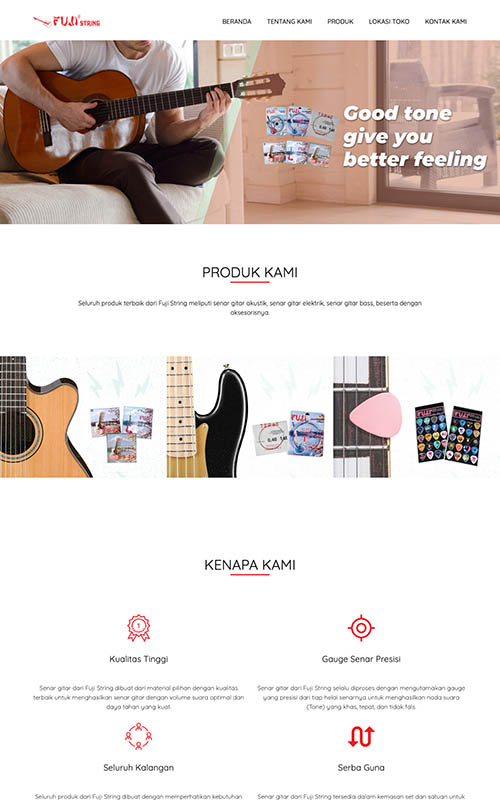 FUJI STRING
BERANDA TENTANG KAMI PRODUK LOKASI TOKO KONTAK KAMI
Good tone
give you
better feeling
PRODUK KAMI
Seluruh produk terbaik dari Fuji String meliputi senar gitar akustik, senar gitar elektrik, senar gitar bass, beserta dengan
aksesorisnya.
KENAPA KAMI
1
Kualitas Tinggi
Senar gitar dari Fuji String dibuat dari material pilihan dengan kualitas
terbaik untuk menghasilkan senar gitar dengan volume suara optimal dan
daya tahan yang kuat.
Gauge Senar Presisi
Senar gitar dari Fuji String selalu diproses dengan mengutamakan gauge
yang presisi dari tiap helai senarnya untuk menghasilkan nada suara
(Tone) yang khas, tepat, dan tidak fals.
Seluruh Kalangan
Seluruh produk dari Fuji String dibuat dengan memperhatikan kebutuhan
Serba Guna
Senar gitar dari Fuji String tersedia dalam kemasan set dan satuan untuk